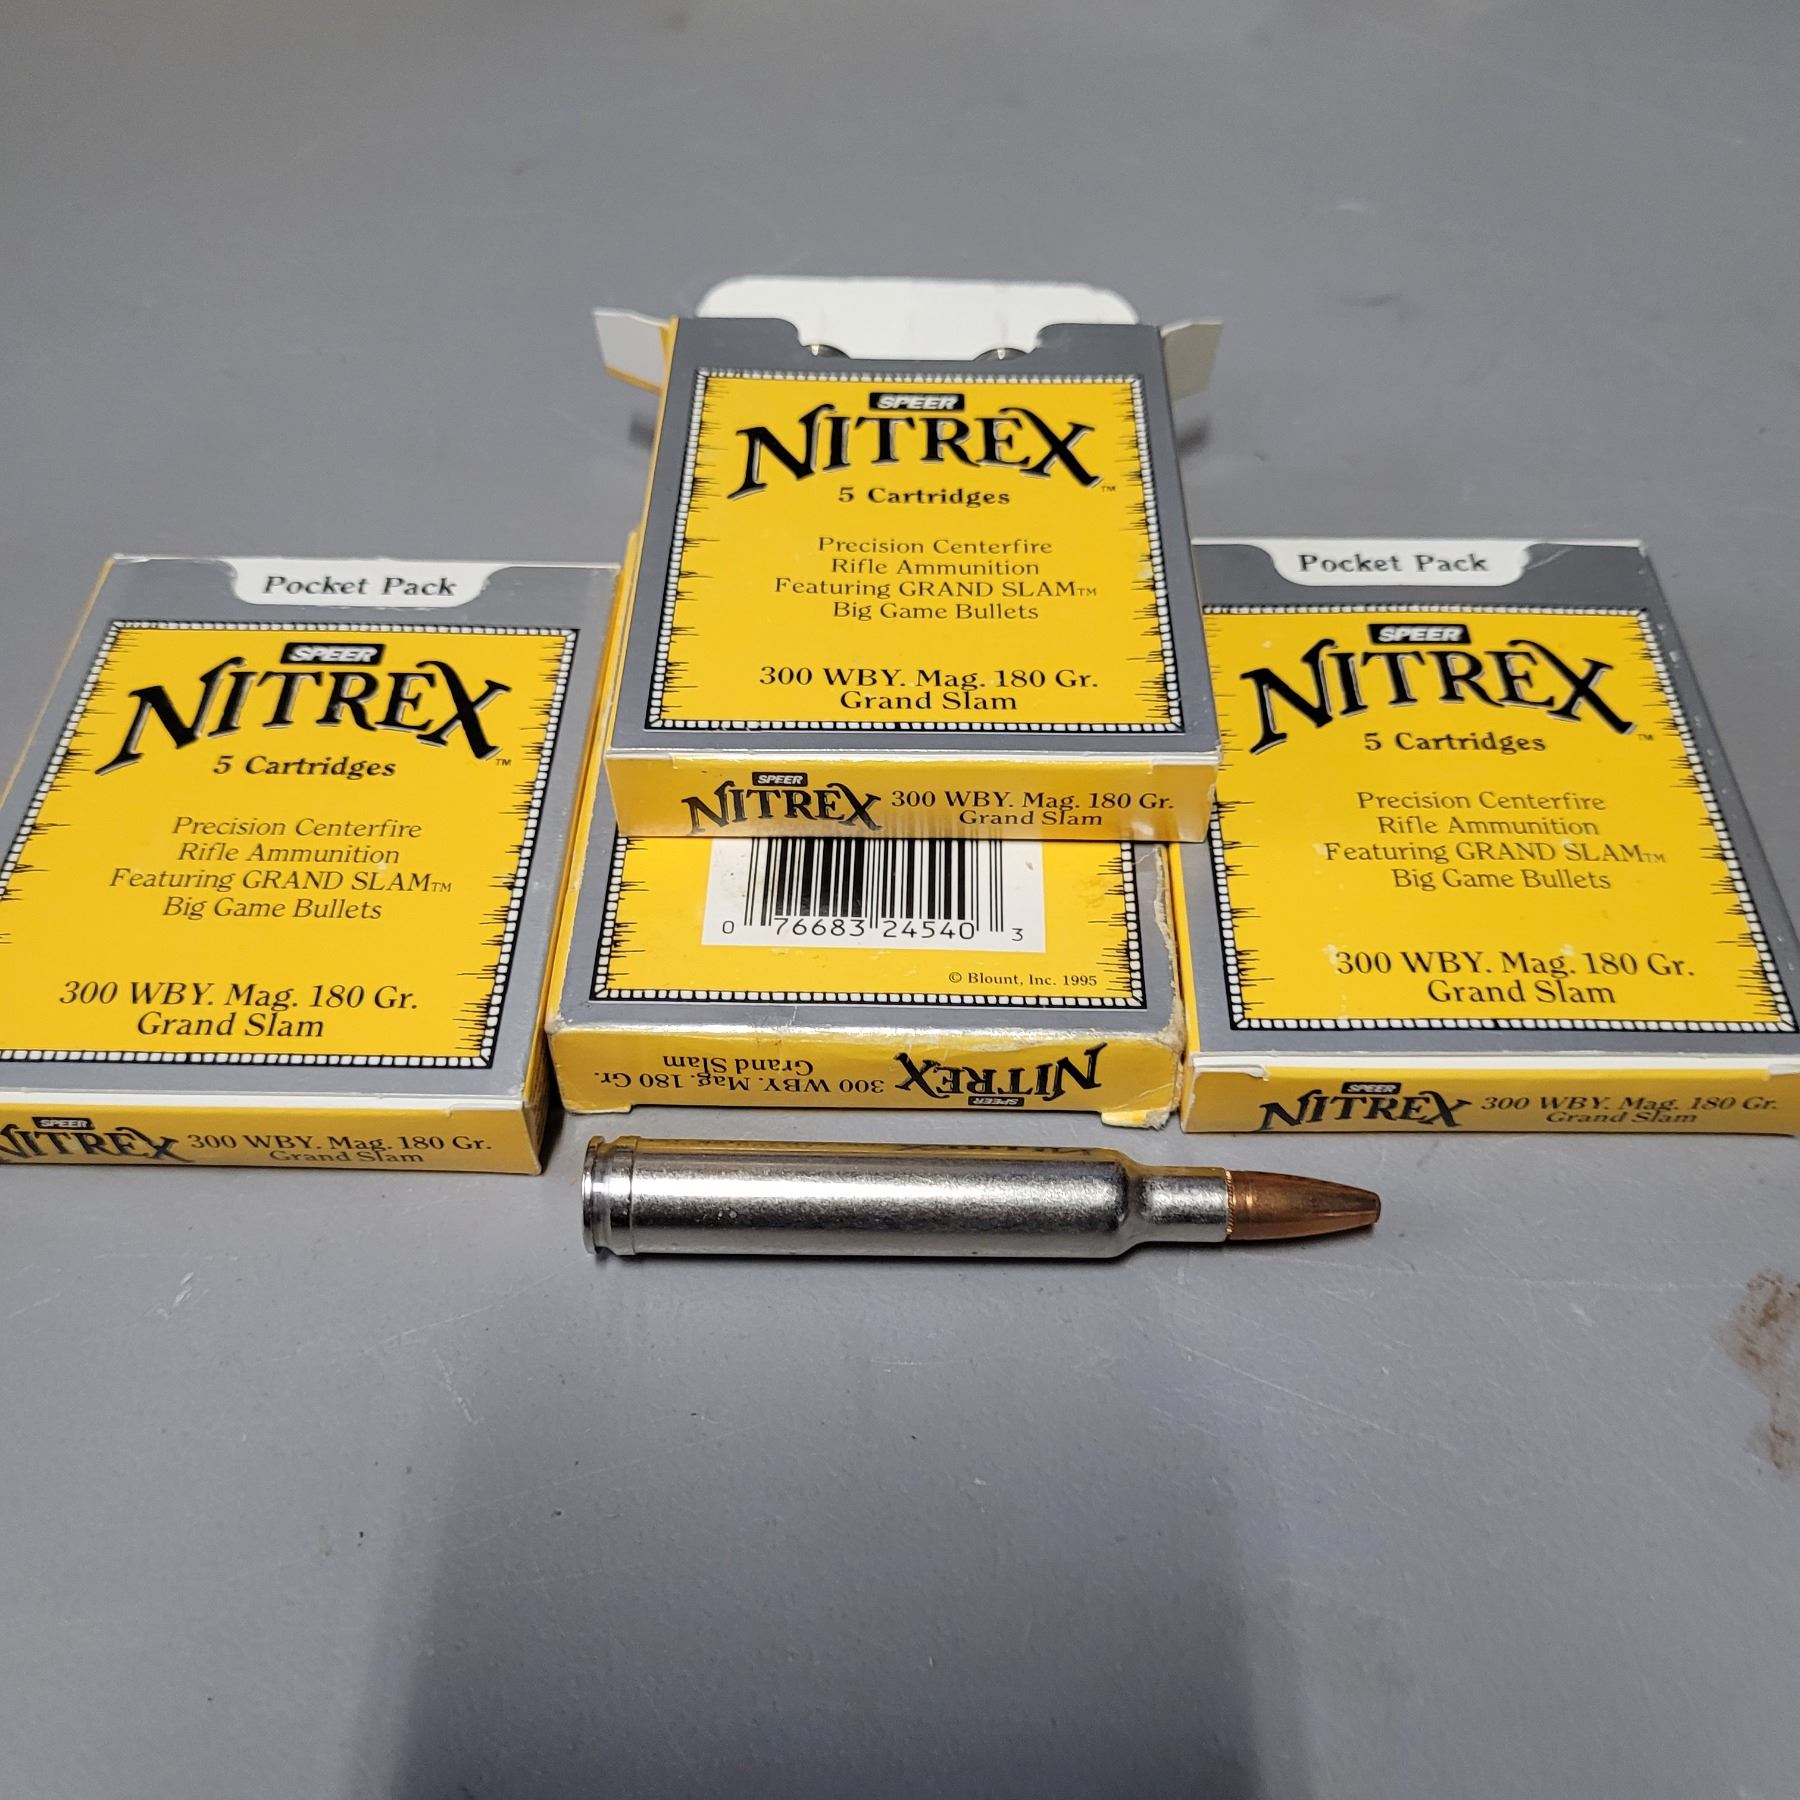 SPEER
NITREX™
5 Cartridges
Precision Centerfire
Rifle Ammunition
Featuring GRAND SLAM™
Big Game Bullets
300 WBY. Mag. 180 Gr.
Grand Slam
SPEER
NITREX 300 WBY. Mag. 180 Gr.
Grand Slam
Pocket Pack
SPEER
NITREX™
5 Cartridges
Precision Centerfire
Rifle Ammunition
Featuring GRAND SLAM™
Big Game Bullets
300 WBY. Mag. 180 Gr.
Grand Slam
SPEER
NITREX 300 WBY. Mag. 180 Gr.
Grand Slam
0 76683 24540 3
© Blount, Inc. 1995
SPEER
NITREX 300 WBY. Mag. 180 Gr.
Grand Slam
Pocket Pack
SPEER
NITREX™
5 Cartridges
Precision Centerfire
Rifle Ammunition
Featuring GRAND SLAM™
Big Game Bullets
300 WBY. Mag. 180 Gr.
Grand Slam
SPEER
NITREX 300 WBY. Mag. 180 Gr.
Grand Slam